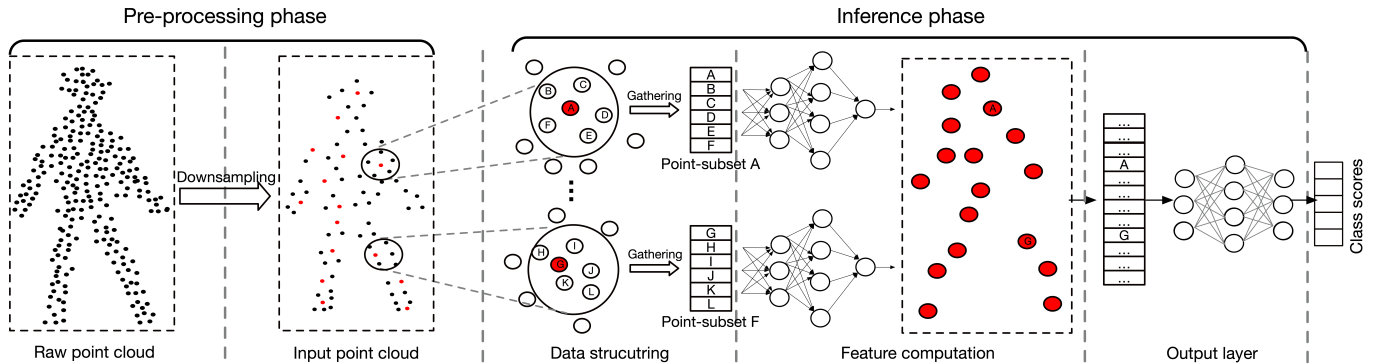 Pre-processing phase
Inference phase
Downsampling
B
C
A
D
F
E
Gathering
A
B
C
D
E
F
Point-subset A
H
I
G
J
K
L
Gathering
G
H
I
J
K
L
Point-subset F
A
G
...
...
A
...
...
...
G
...
...
...
Class scores
Raw point cloud
Input point cloud
Data strucutring
Feature computation
Output layer